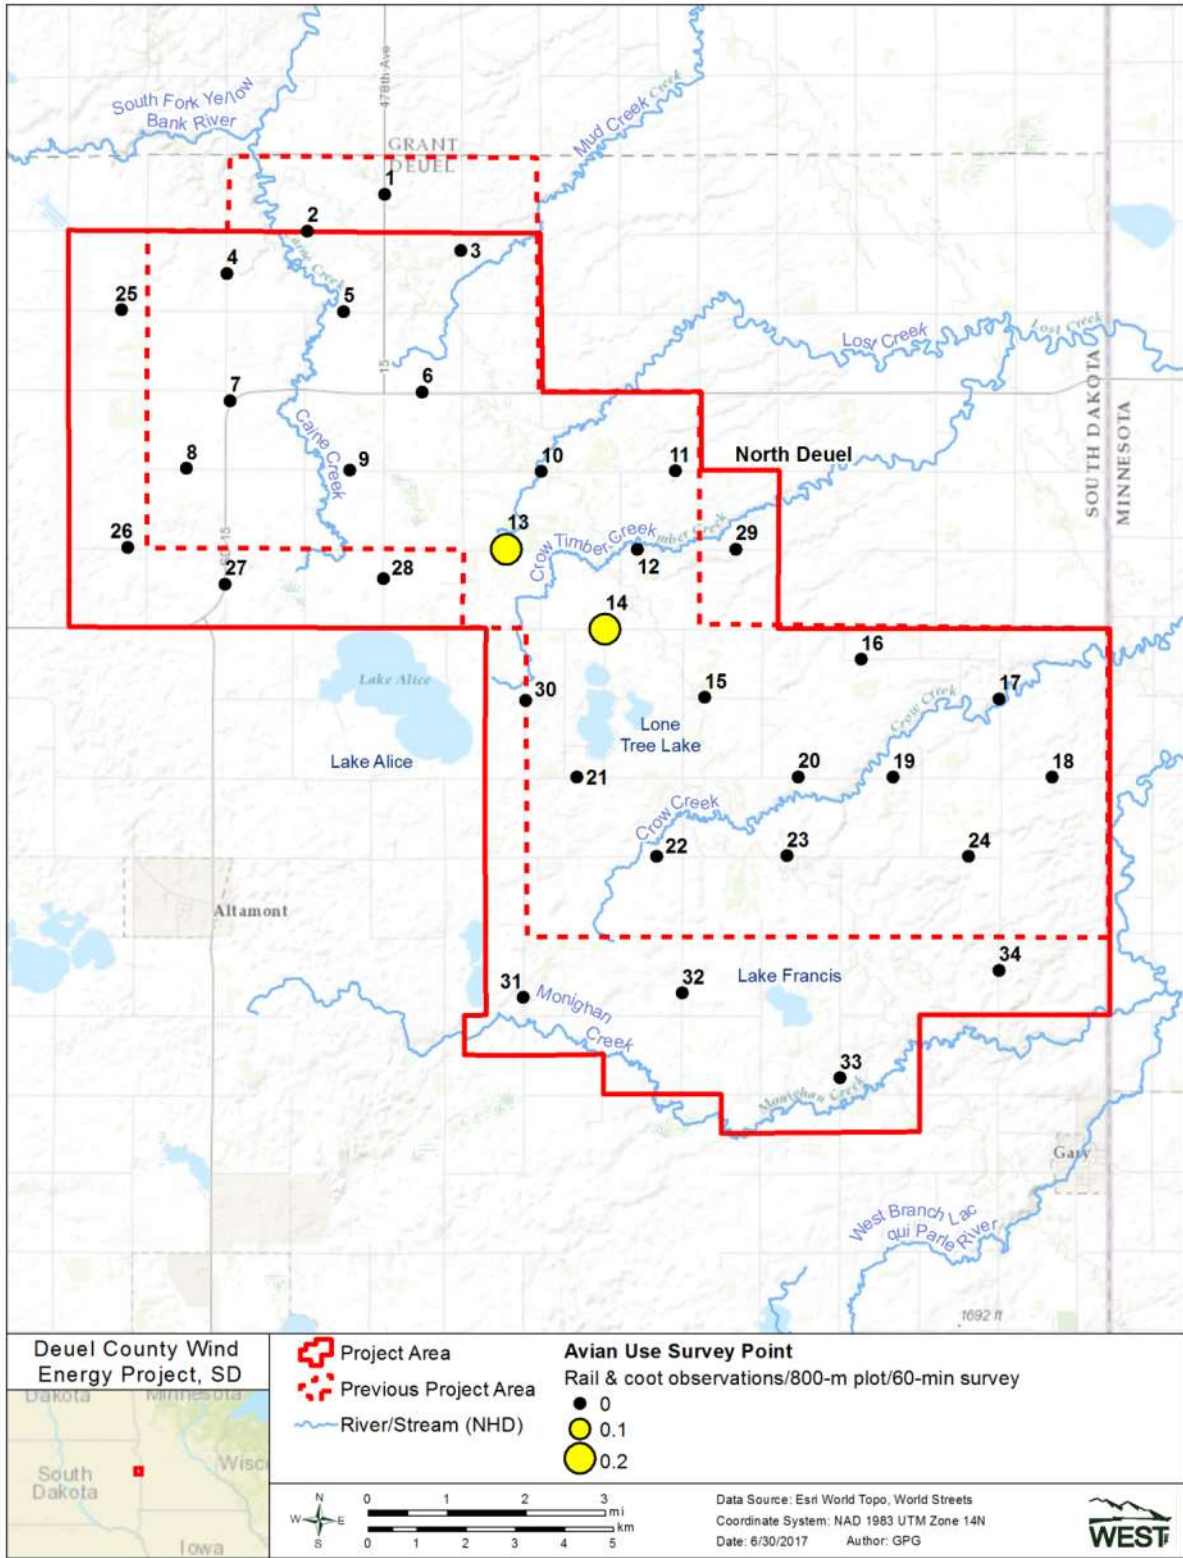 South Fork Yellow
Bank River
478th Ave
Mud Creek
Creek
GRANT
DEUEL
1
2
3
4
Caine Creek
25
5
Lost Creek
Lost Creek
15
6
7
SOUTH DAKOTA
MINNESOTA
8
9
Caine Creek
10
11
North Deuel
26
13
Crow Timber Creek
mber Creek
12
29
27
28
14
16
Lake Alice
30
15
17
Crow Creek
Lone
Tree Lake
Lake Alice
21
20
19
18
Crow Creek
22
23
24
Altamont
31
32
Lake Francis
34
Monighan
Creek
33
Monighan Creek
Gary
West Branch Lac
qui Parle River
1692 ft
Deuel County Wind
Energy Project, SD
Dakota
Minnesota
South
Dakota
Wisc
Iowa
Project Area
Previous Project Area
River/Stream (NHD)
Avian Use Survey Point
Rail & coot observations/800-m plot/60-min survey
0
0.1
0.2
N
W E
S
0 1 2 3
mi
km
0 1 2 3 4 5
Data Source: Esri World Topo, World Streets
Coordinate System: NAD 1983 UTM Zone 14N
Date: 6/30/2017 Author: GPG
WEST